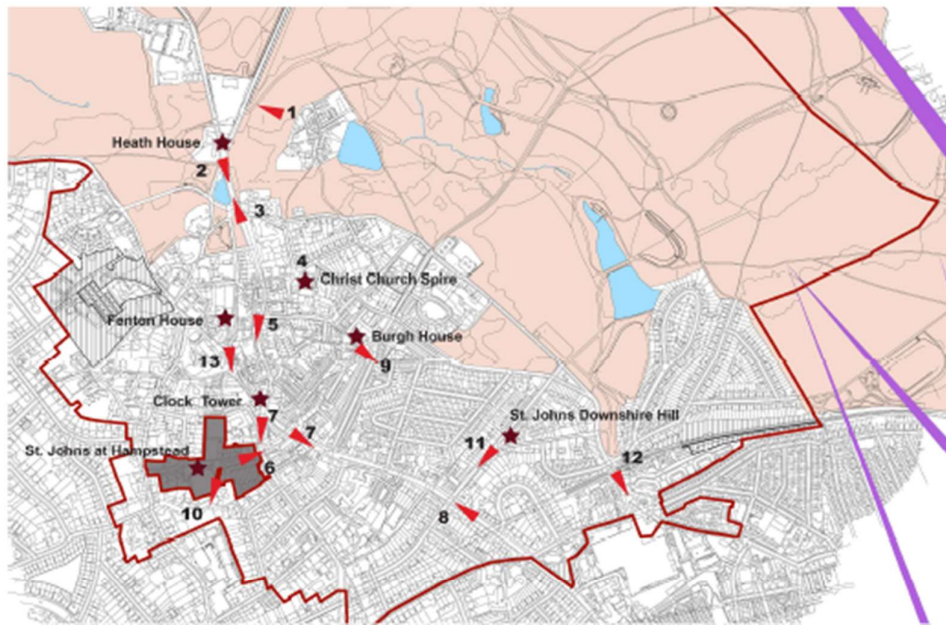 1
Heath House
2
3
4
Christ Church Spire
Fenton House
5
Burgh House
13
9
Clock Tower
7
7
St. Johns Downshire Hill
11
St. Johns at Hampstead
6
12
10
8